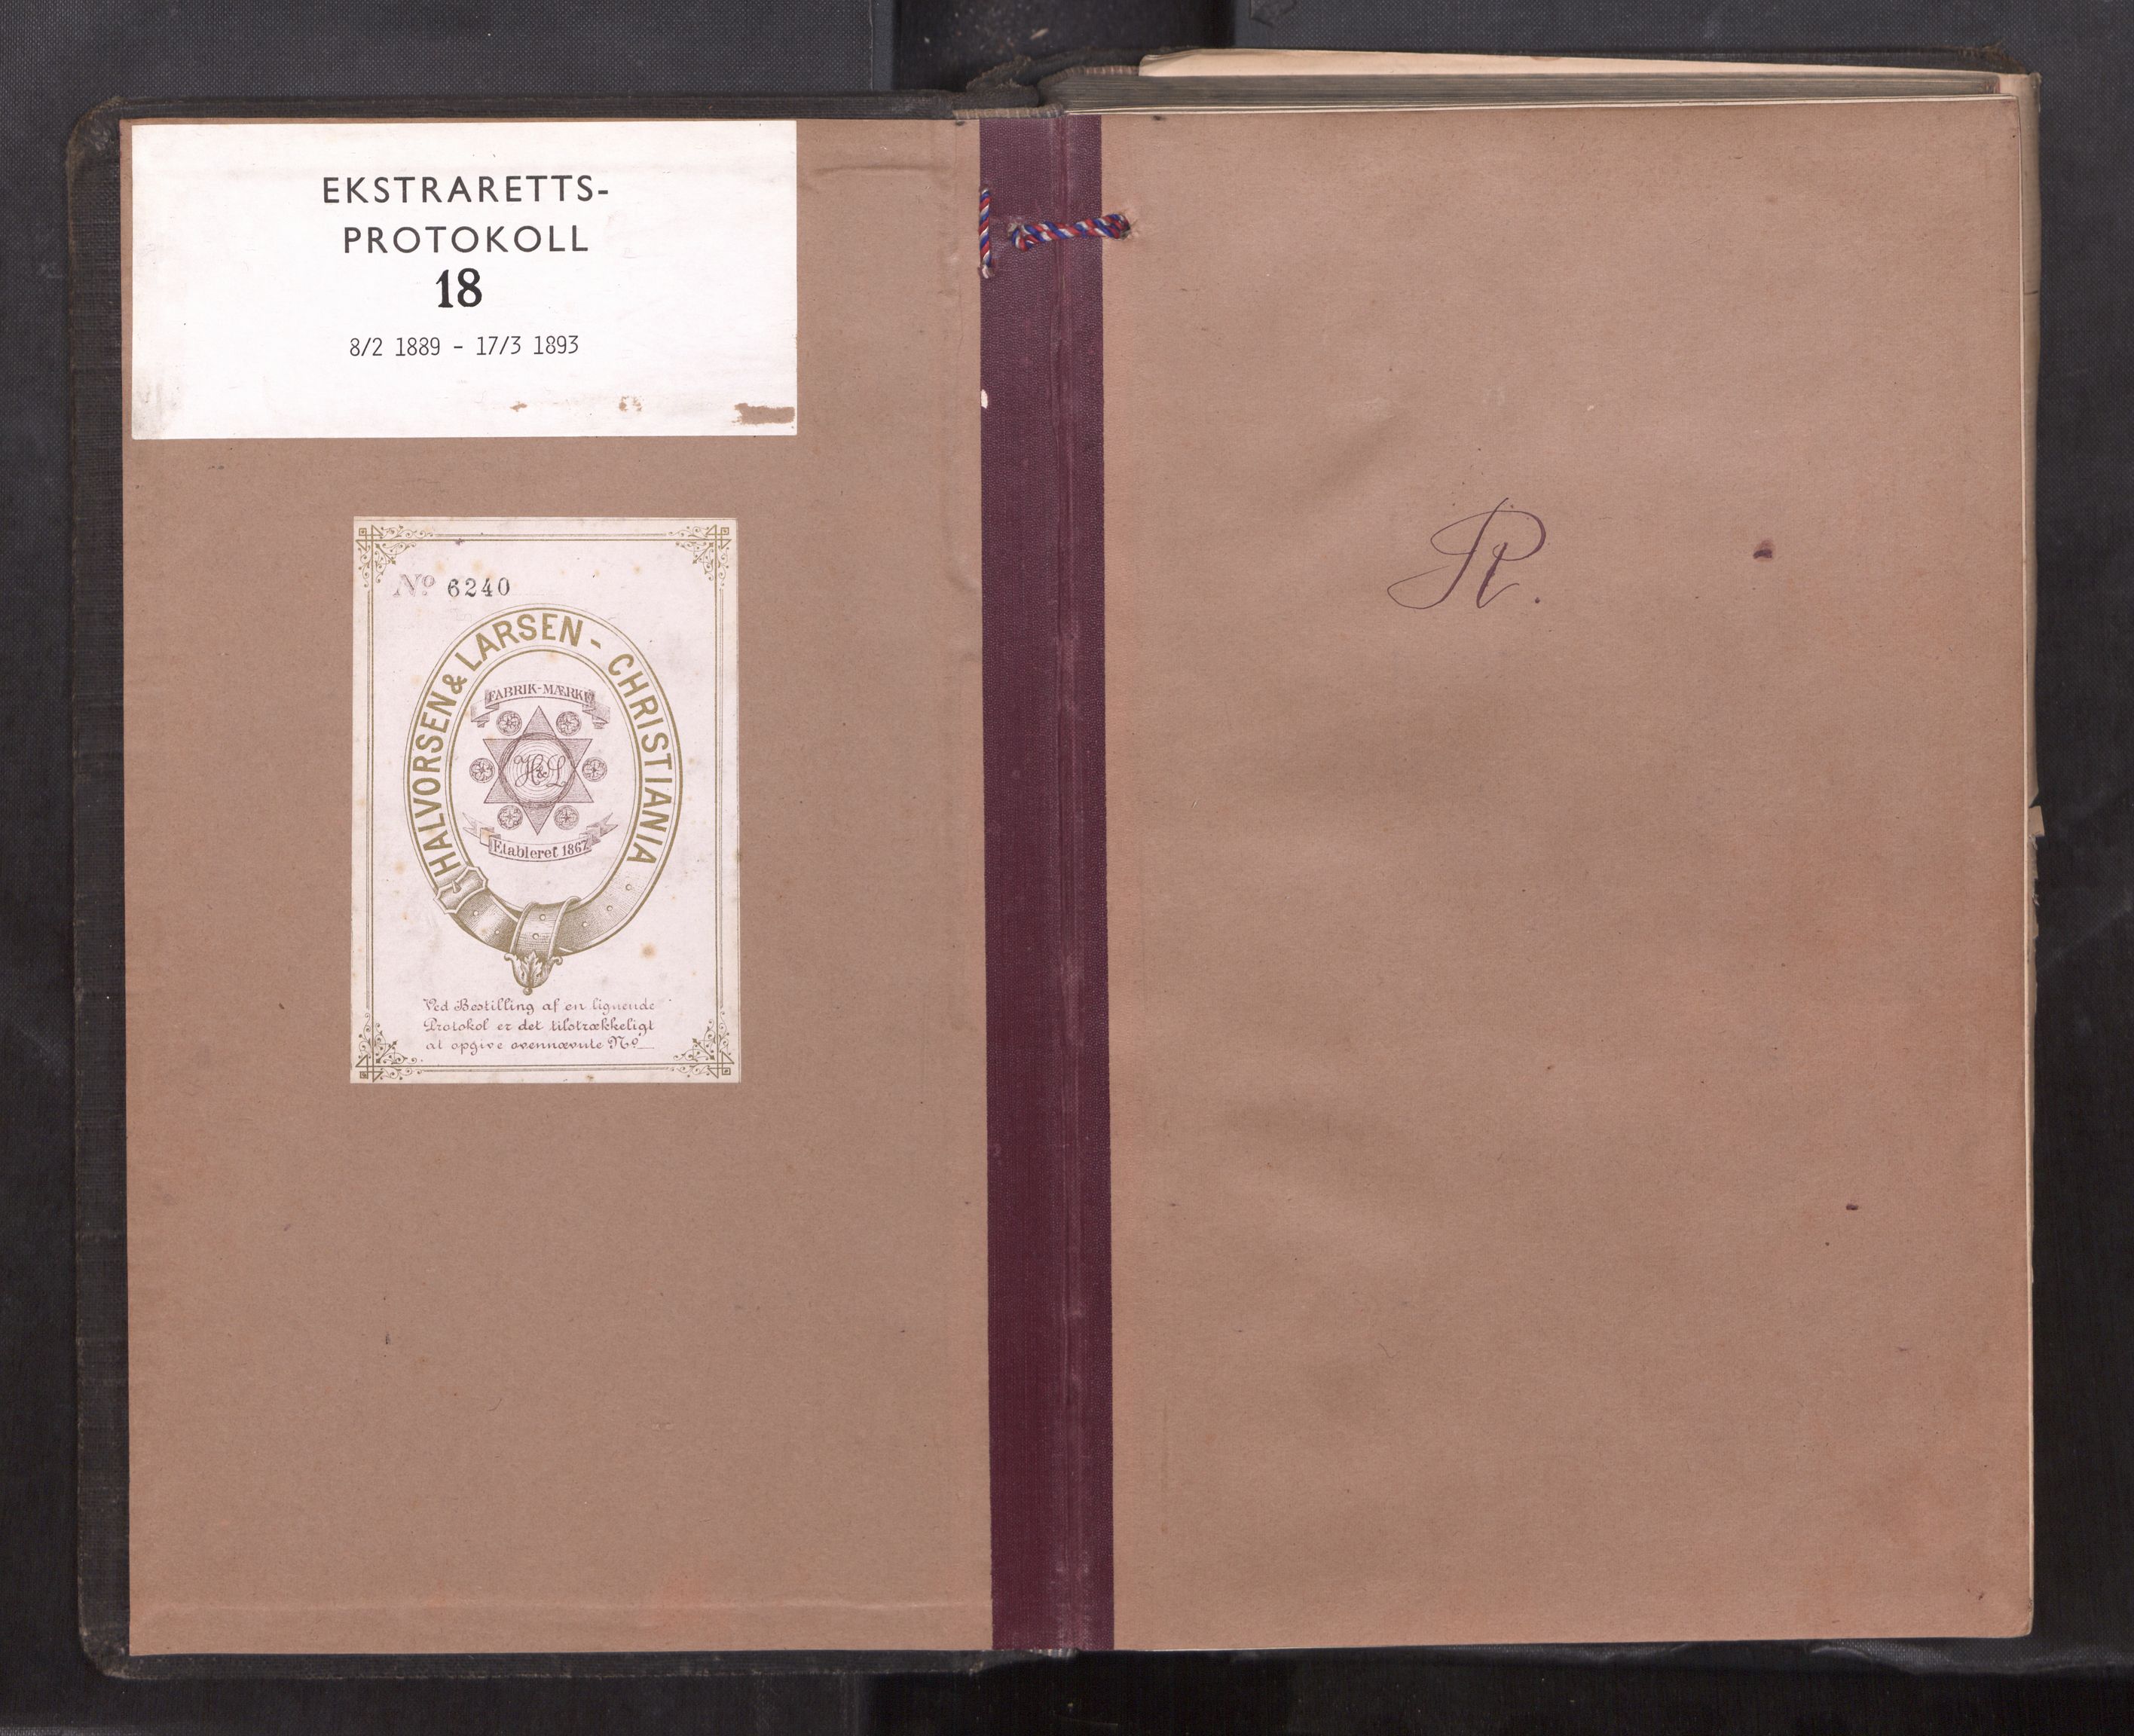 EKSTRARETTS-
PROTOKOLL
18
8/2 1889 - 17/3 1893
No 6240
HALVORSEN & LARSEN - CHRISTIANIA
FABRIK-MÆRKE
H&L
Etableret 1867
Ved Bestilling af en lignende
Protokol er det tilstrækkeligt
at opgive ovennævnte No